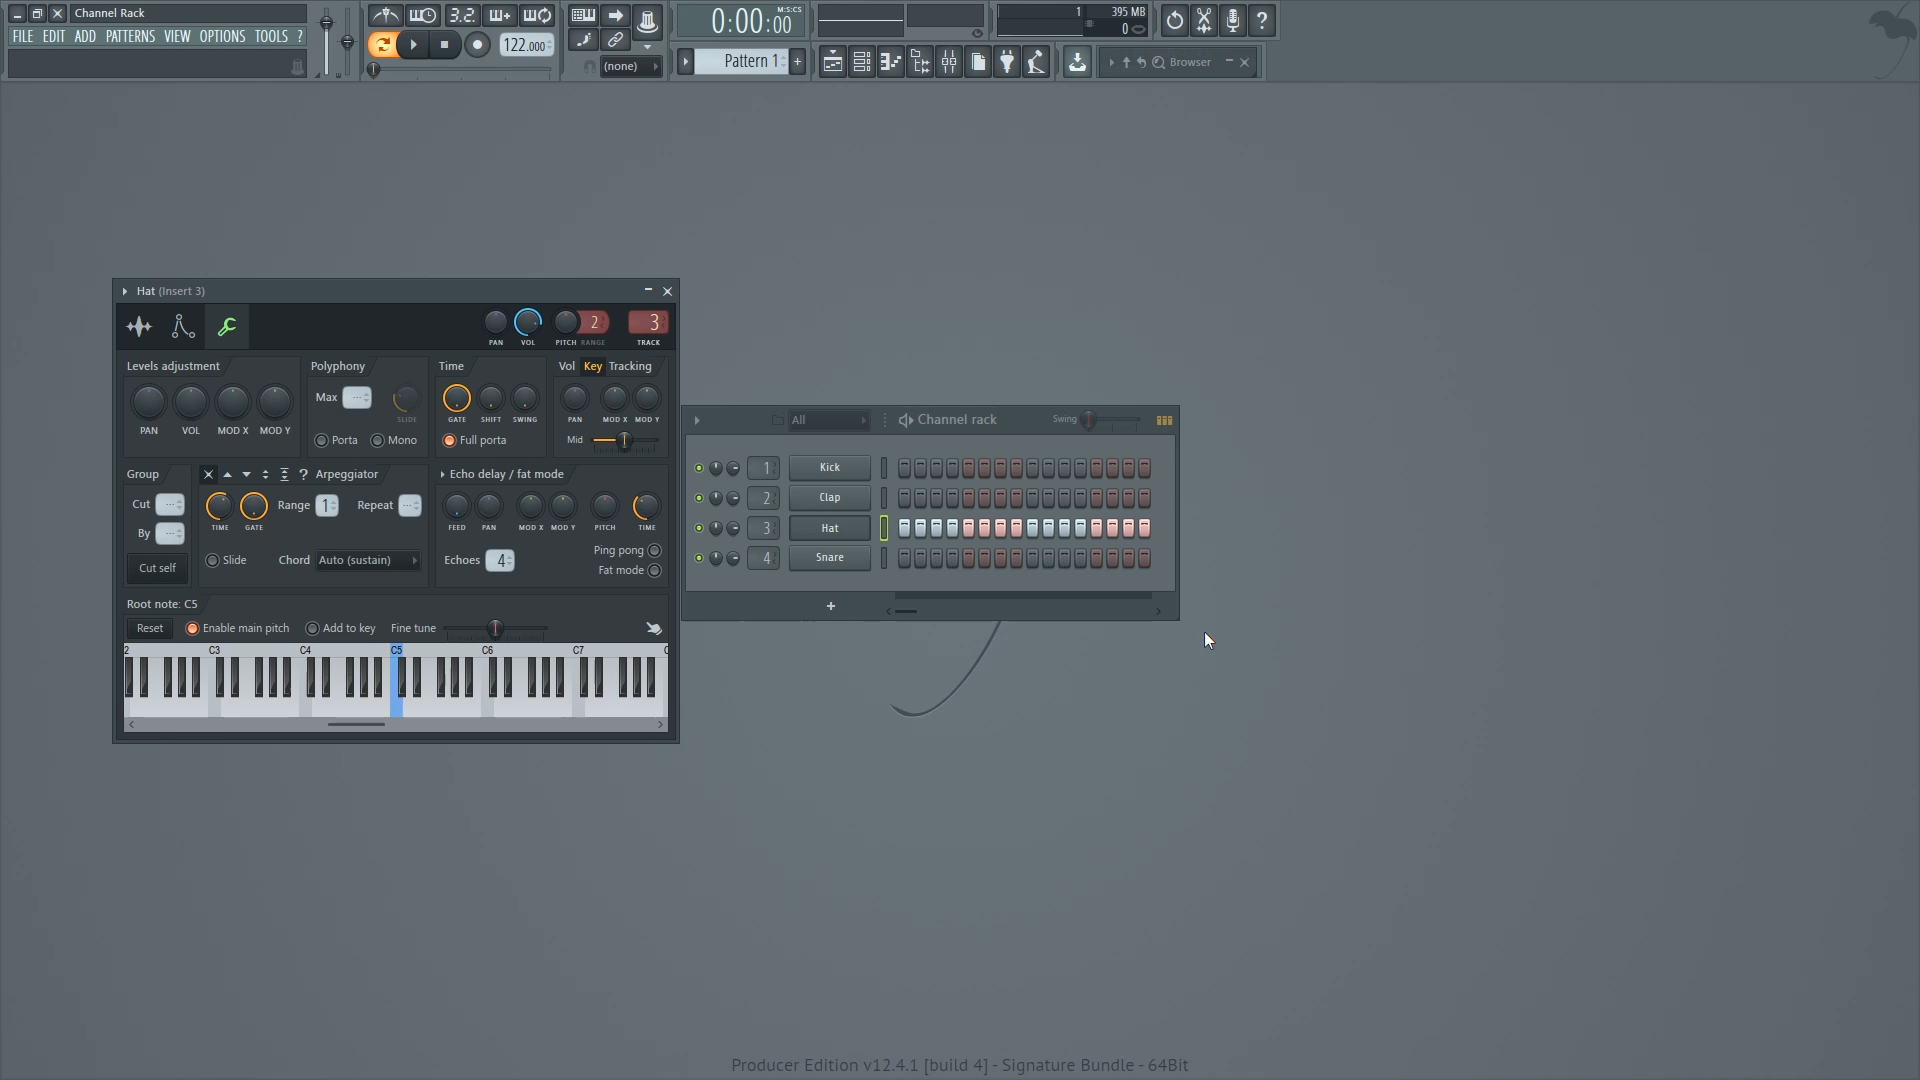 Channel Rack
FILE EDIT ADD PATTERNS VIEW OPTIONS TOOLS ?
3.2.
122.000
(none)
0:00:00
M:S:CS
Pattern 1
+
1
395 MB
0
?
Browser
Hat (Insert 3)
PAN VOL PITCH RANGE TRACK
2
3
Levels adjustment
PAN VOL MOD X MOD Y
Polyphony
Max ---
SLIDE
Porta Mono
Time
GATE SHIFT SWING
Full porta
Vol Key Tracking
PAN MOD X MOD Y
Mid
Group
Cut ---
By ---
Cut self
? Arpeggiator
TIME GATE
Range 1 Repeat ---
Slide Chord Auto (sustain)
Echo delay / fat mode
FEED PAN MOD X MOD Y PITCH TIME
Echoes 4
Ping pong
Fat mode
Root note: C5
Reset Enable main pitch Add to key Fine tune
2 C3 C4 C5 C6 C7 C
All Channel rack Swing
1 Kick
2 Clap
3 Hat
4 Snare
+
Producer Edition v12.4.1 [build 4] - Signature Bundle - 64Bit